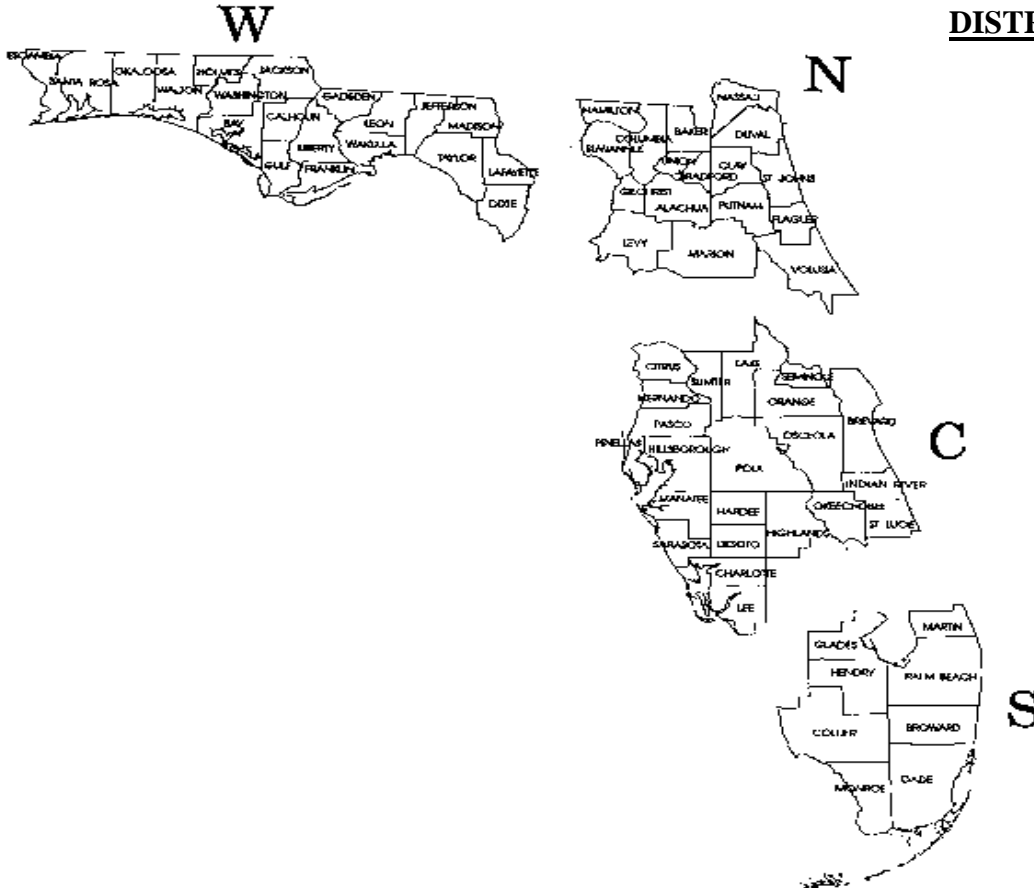 DISTR
W
N
ESCAMBIA
SANTA ROSA
OKALOOSA
WALTON
HOLMES
WASHINGTON
JACKSON
BAY
CALHOUN
GULF
LIBERTY
FRANKLIN
GADSDEN
LEON
WAKULLA
JEFFERSON
MADISON
TAYLOR
LAFAYETTE
DIXIE
HAMILTON
SUWANNEE
COLUMBIA
BAKER
NASSAU
DUVAL
UNION
BRADFORD
CLAY
ST JOHNS
GILCHRIST
ALACHUA
PUTNAM
FLAGLER
LEVY
MARION
VOLUSIA
C
CITRUS
SUMTER
LAKE
SEMINOLE
HERNANDO
ORANGE
PASCO
OSCEOLA
BREVARD
PINELLAS
HILLSBOROUGH
POLK
INDIAN RIVER
MANATEE
HARDEE
OKEECHOBEE
HIGHLANDS
ST LUCIE
SARASOTA
DESOTO
CHARLOTTE
LEE
S
MARTIN
GLADES
HENDRY
PALM BEACH
COLLIER
BROWARD
DADE
MONROE